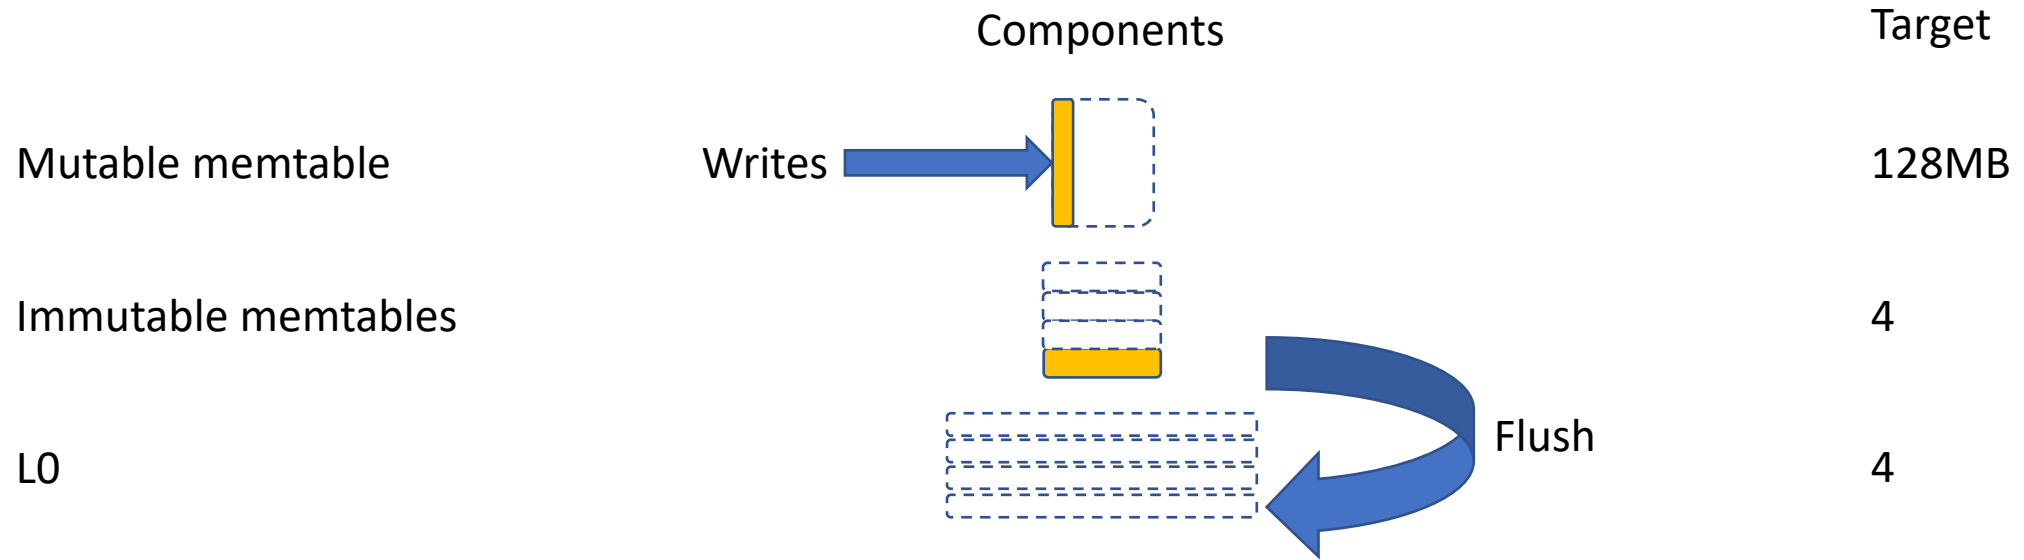 Components
Target
Mutable memtable
Writes
128MB
Immutable memtables
4
Flush
L0
4